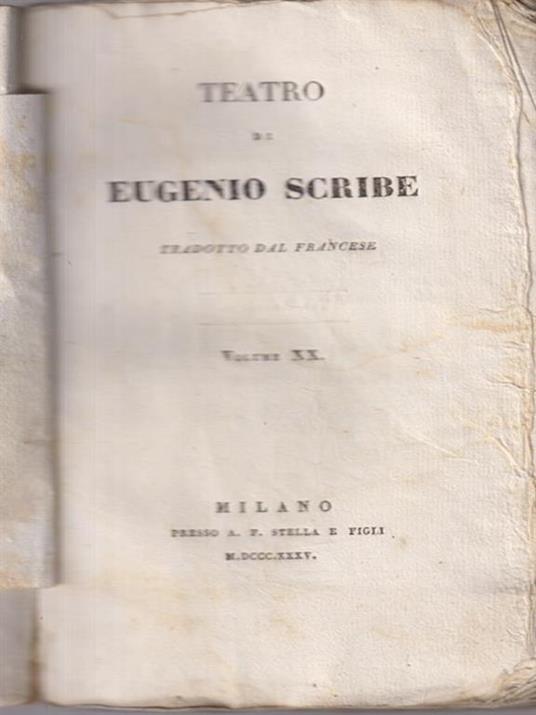 TEATRO
DI
EUGENIO SCRIBE
TRADOTTO DAL FRANCESE
VOLUME XX.
MILANO
PRESSO A. F. STELLA E FIGLI
M.DCCC.XXXV.